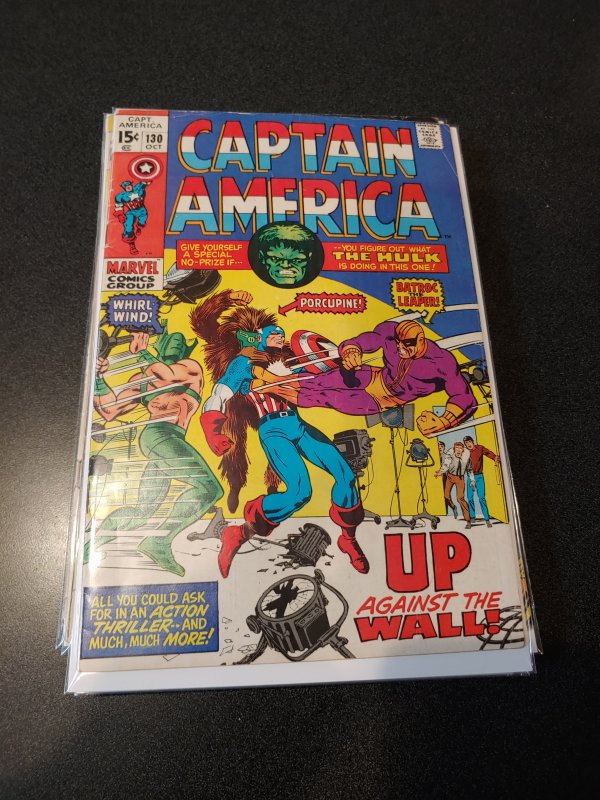 CAPT
AMERICA
15¢
130
OCT
CC
CAPTAIN
AMERICA
TM
GIVE YOURSELF
A SPECIAL
NO-PRIZE IF---
--YOU FIGURE OUT WHAT
THE HULK
IS DOING IN THIS ONE!
MARVEL
COMICS
GROUP
WHIRL-
WIND!
PORCUPINE!
BATROC
THE
LEAPER!
UP
AGAINST THE
WALL!
ALL YOU COULD ASK
FOR IN AN ACTION
THRILLER--AND
MUCH, MUCH MORE!